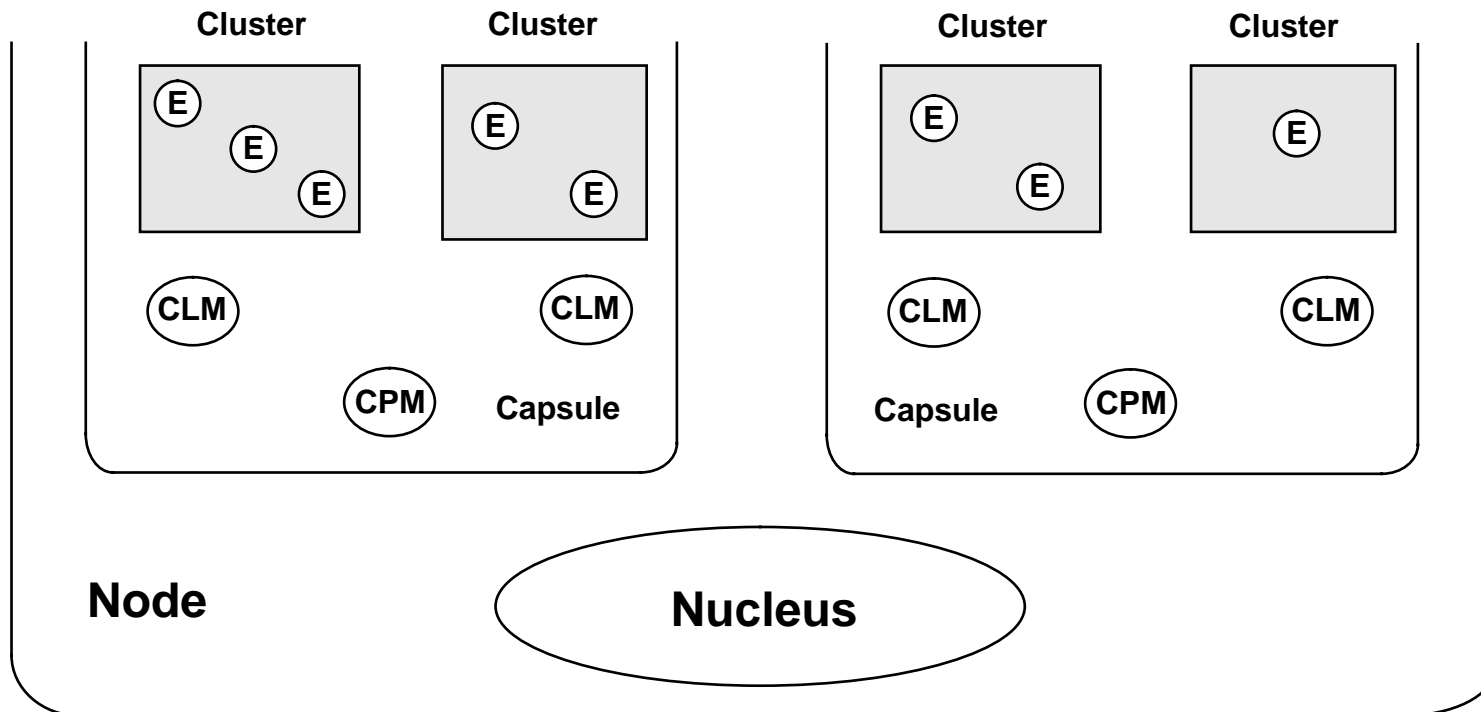 Cluster Cluster Cluster Cluster
E E E E
E E
E E
CLM CLM CLM CLM
CPM Capsule Capsule CPM
Node Nucleus